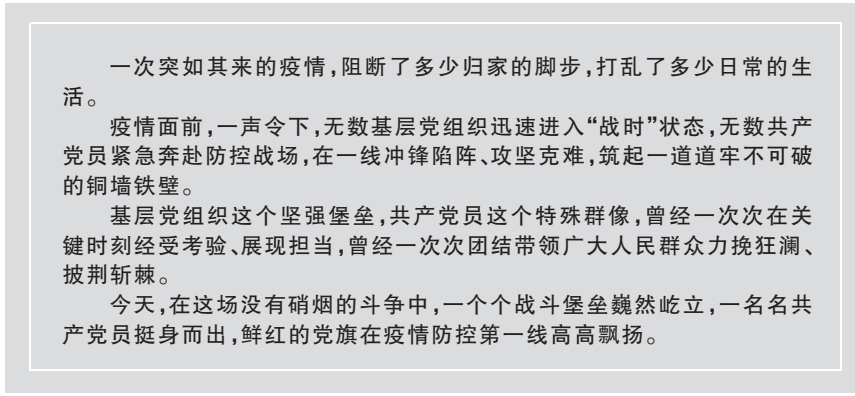 一次突如其来的疫情,阻断了多少归家的脚步,打乱了多少日常的生
活。
疫情面前,一声令下,无数基层党组织迅速进入“战时”状态,无数共产
党员紧急奔赴防控战场,在一线冲锋陷阵、攻坚克难,筑起一道道牢不可破
的铜墙铁壁。
基层党组织这个坚强堡垒,共产党员这个特殊群像,曾经一次次在关
键时刻经受考验、展现担当,曾经一次次团结带领广大人民群众力挽狂澜、
披荆斩棘。
今天,在这场没有硝烟的斗争中,一个个战斗堡垒巍然屹立,一名名共
产党员挺身而出,鲜红的党旗在疫情防控第一线高高飘扬。